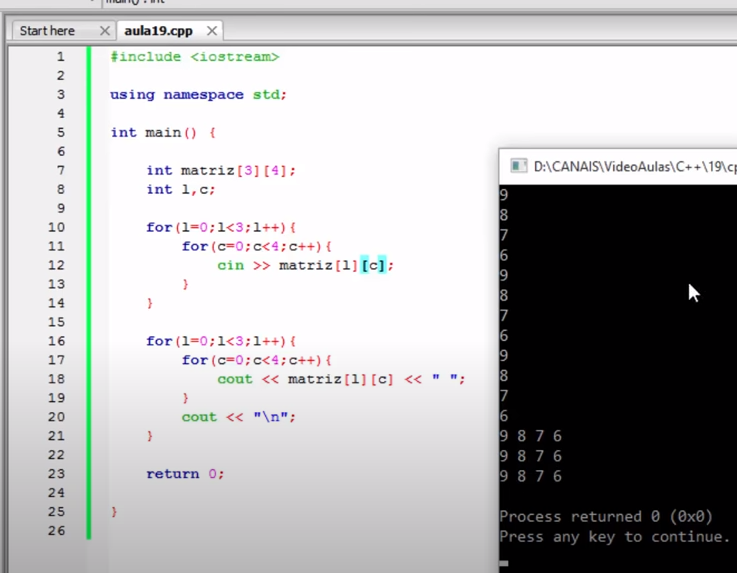 main() : int
Start here
aula19.cpp
1 #include <iostream>
2
3 using namespace std;
4
5 int main() {
6
7 int matriz[3][4];
8 int l,c;
9
10 for(l=0;l<3;l++){
11 for(c=0;c<4;c++){
12 cin >> matriz[l][c];
13 }
14 }
15
16 for(l=0;l<3;l++){
17 for(c=0;c<4;c++){
18 cout << matriz[l][c] << " ";
19 }
20 cout << "\n";
21 }
22
23 return 0;
24
25 }
26
D:\CANAIS\VideoAulas\C++\19\cp
9
8
7
6
9
8
7
6
9
8
7
6
9 8 7 6
9 8 7 6
9 8 7 6
Process returned 0 (0x0)
Press any key to continue.